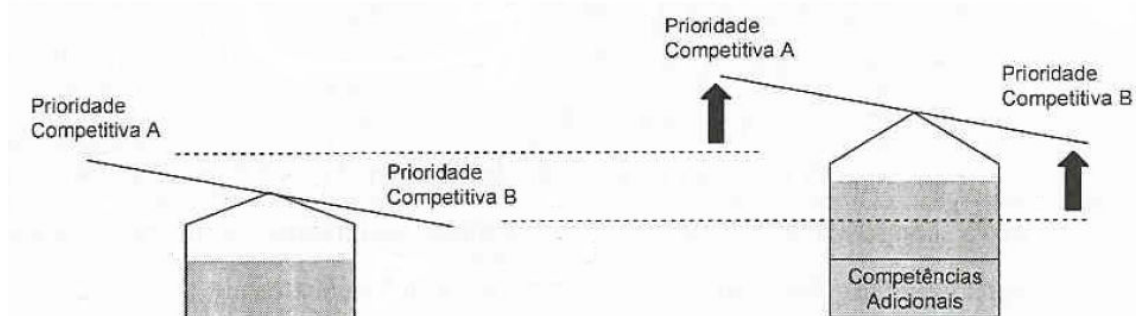 Prioridade
Competitiva A
Prioridade
Competitiva B
Prioridade
Competitiva A
Prioridade
Competitiva B
Competências
Adicionais